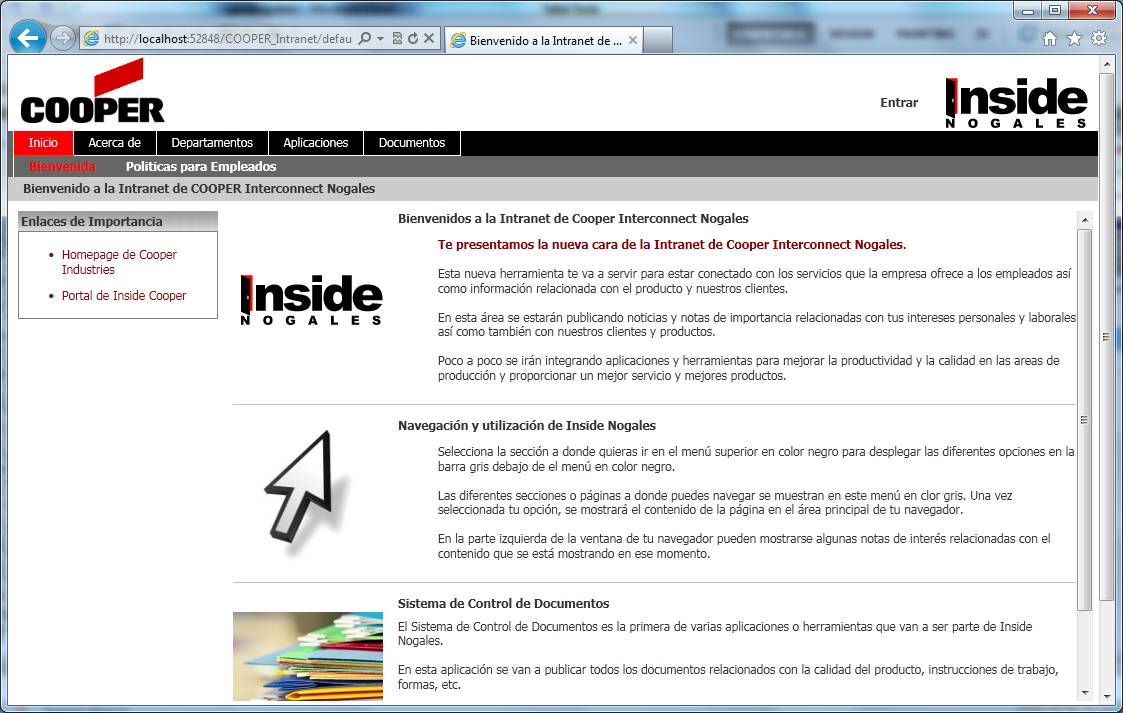 http://localhost:52848/COOPER_Intranet/defau
Bienvenido a la Intranet de ...
COOPER
Entrar
Inside
NOGALES
Inicio
Acerca de
Departamentos
Aplicaciones
Documentos
Bienvenida
Politicas para Empleados
Bienvenido a la Intranet de COOPER Interconnect Nogales
Enlaces de Importancia
Homepage de Cooper
Industries
Portal de Inside Cooper
Inside
NOGALES
Bienvenidos a la Intranet de Cooper Interconnect Nogales
Te presentamos la nueva cara de la Intranet de Cooper Interconnect Nogales.
Esta nueva herramienta te va a servir para estar conectado con los servicios que la empresa ofrece a los empleados así
como información relacionada con el producto y nuestros clientes.
En esta área se estarán publicando noticias y notas de importancia relacionadas con tus intereses personales y laborales
así como también con nuestros clientes y productos.
Poco a poco se irán integrando aplicaciones y herramientas para mejorar la productividad y la calidad en las areas de
producción y proporcionar un mejor servicio y mejores productos.
Navegación y utilización de Inside Nogales
Selecciona la sección a donde quieras ir en el menú superior en color negro para desplegar las diferentes opciones en la
barra gris debajo de el menú en color negro.
Las diferentes secciones o páginas a donde puedes navegar se muestran en este menú en clor gris. Una vez
seleccionada tu opción, se mostrará el contenido de la página en el área principal de tu navegador.
En la parte izquierda de la ventana de tu navegador pueden mostrarse algunas notas de interés relacionadas con el
contenido que se está mostrando en ese momento.
Sistema de Control de Documentos
El Sistema de Control de Documentos es la primera de varias aplicaciones o herramientas que van a ser parte de Inside
Nogales.
En esta aplicación se van a publicar todos los documentos relacionados con la calidad del producto, instrucciones de trabajo,
formas, etc.